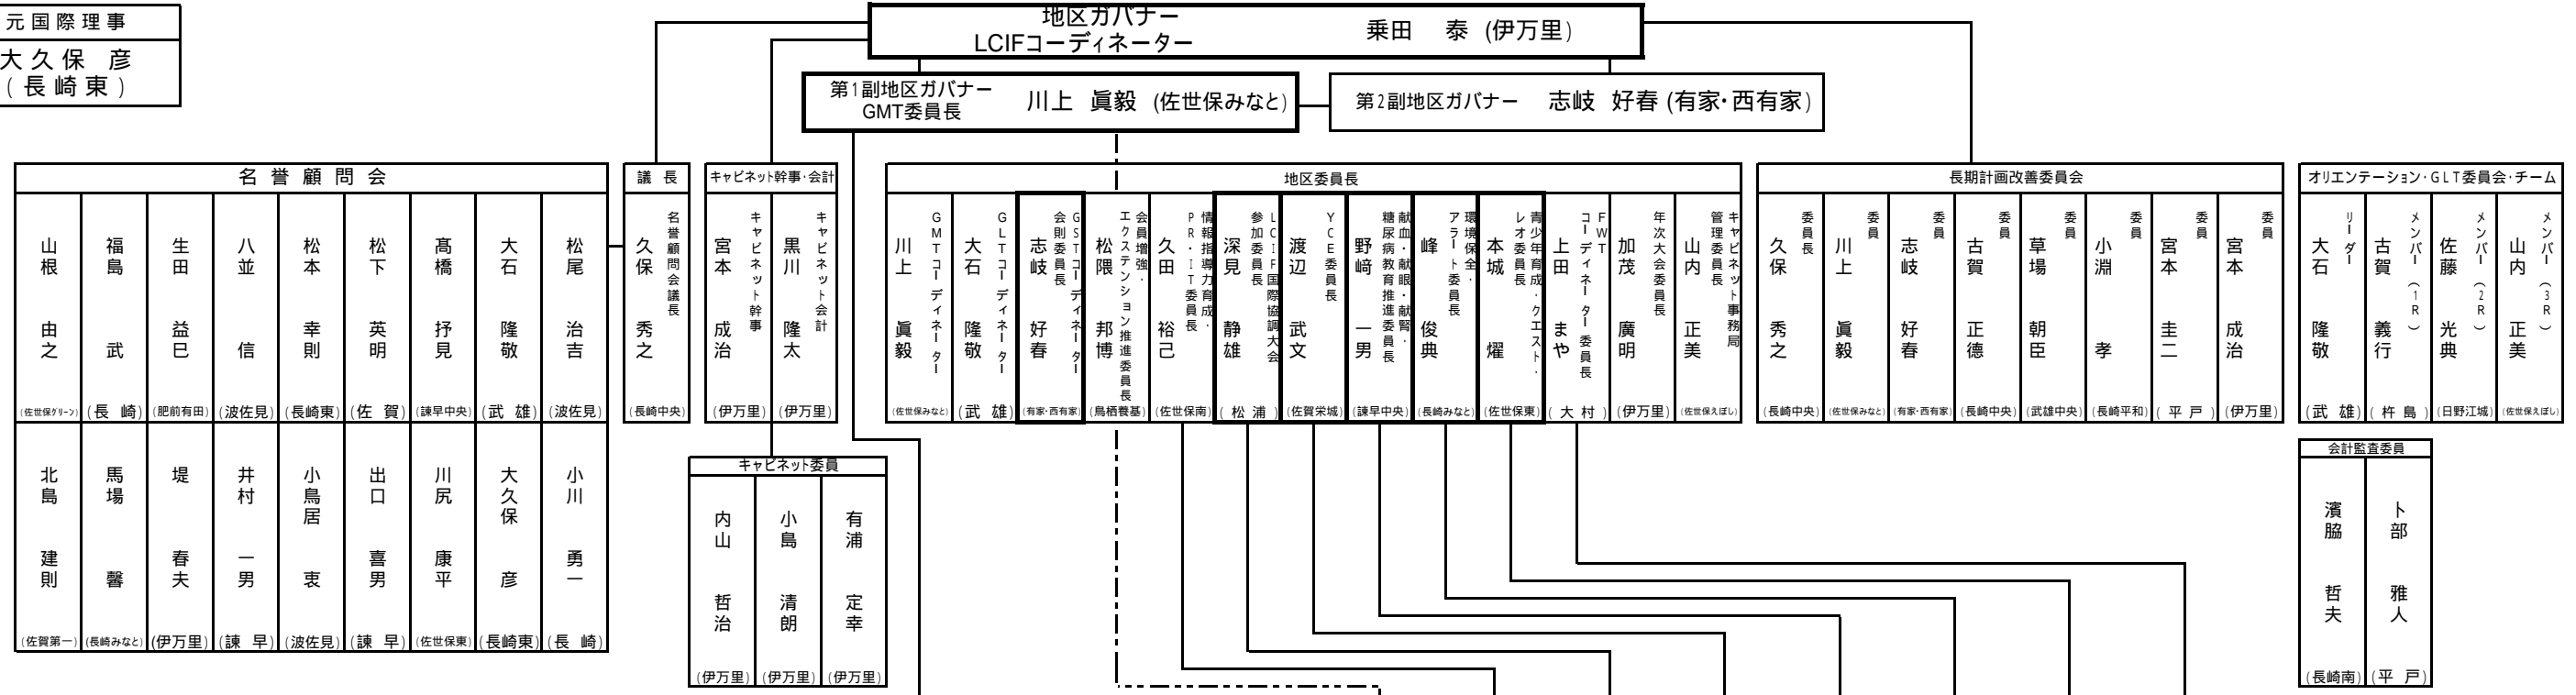 元国際理事
大久保 彦
(長崎東)
地区ガバナー
LCIFコーディネーター
乗田 泰 (伊万里)
第1副地区ガバナー
GMT委員長
川上 眞毅 (佐世保みなと)
第2副地区ガバナー 志岐 好春 (有家・西有家)
名誉顧問会
山根 由之
(佐世保グリーン)
福島 武
(長崎)
生田 益巳
(肥前有田)
八並 信
(波佐見)
松本 幸則
(長崎東)
松下 英明
(佐賀)
髙橋 抒見
(諫早中央)
大石 隆敬
(武雄)
松尾 治吉
(波佐見)
北島 建則
(佐賀第一)
馬場 馨
(長崎みなと)
堤 春夫
(伊万里)
井村 一男
(諫早)
小鳥居 衷
(波佐見)
出口 喜男
(諫早)
川尻 康平
(佐世保東)
大久保 彦
(長崎東)
小川 勇一
(長崎)
議長
名誉顧問会議長
久保 秀之
(長崎中央)
キャビネット幹事・会計
キャビネット幹事
宮本 成治
(伊万里)
キャビネット会計
黒川 隆太
(伊万里)
キャビネット委員
内山 哲治
(伊万里)
小島 清朗
(伊万里)
有浦 定幸
(伊万里)
地区委員長
GMTコーディネーター
川上 眞毅
(佐世保みなと)
GLTコーディネーター
大石 隆敬
(武雄)
GSTコーディネーター
会則委員長
志岐 好春
(有家・西有家)
会員増強・
エクステンション推進委員長
松隈 邦博
(鳥栖養基)
情報指導力育成・
PR・IT委員長
久田 裕己
(佐世保南)
LCIF国際協調大会
参加委員長
深見 静雄
(松浦)
YCE委員長
渡辺 武文
(佐賀栄城)
献血・献眼・献腎・
糖尿病教育推進委員長
野﨑 一男
(諫早中央)
環境保全・
アラート委員長
峰 俊典
(長崎みなと)
青少年育成・クエスト・
レオ委員長
本城 燿
(佐世保東)
FWT
コーディネーター委員長
上田 まや
(大村)
年次大会委員長
加茂 廣明
(伊万里)
キャビネット事務局
管理委員長
山内 正美
(佐世保えぼし)
長期計画改善委員会
委員長
久保 秀之
(長崎中央)
委員
川上 眞毅
(佐世保みなと)
委員
志岐 好春
(有家・西有家)
委員
古賀 正德
(長崎中央)
委員
草場 朝臣
(武雄中央)
委員
小淵 孝
(長崎平和)
委員
宮本 圭二
(平戸)
委員
宮本 成治
(伊万里)
オリエンテーション・GLT委員会・チーム
リーダー
大石 隆敬
(武雄)
メンバー(1R)
古賀 義行
(杵島)
メンバー(2R)
佐藤 光典
(日野江城)
メンバー(3R)
山内 正美
(佐世保えぼし)
会計監査委員
濱脇 哲夫
(長崎南)
卜部 雅人
(平戸)